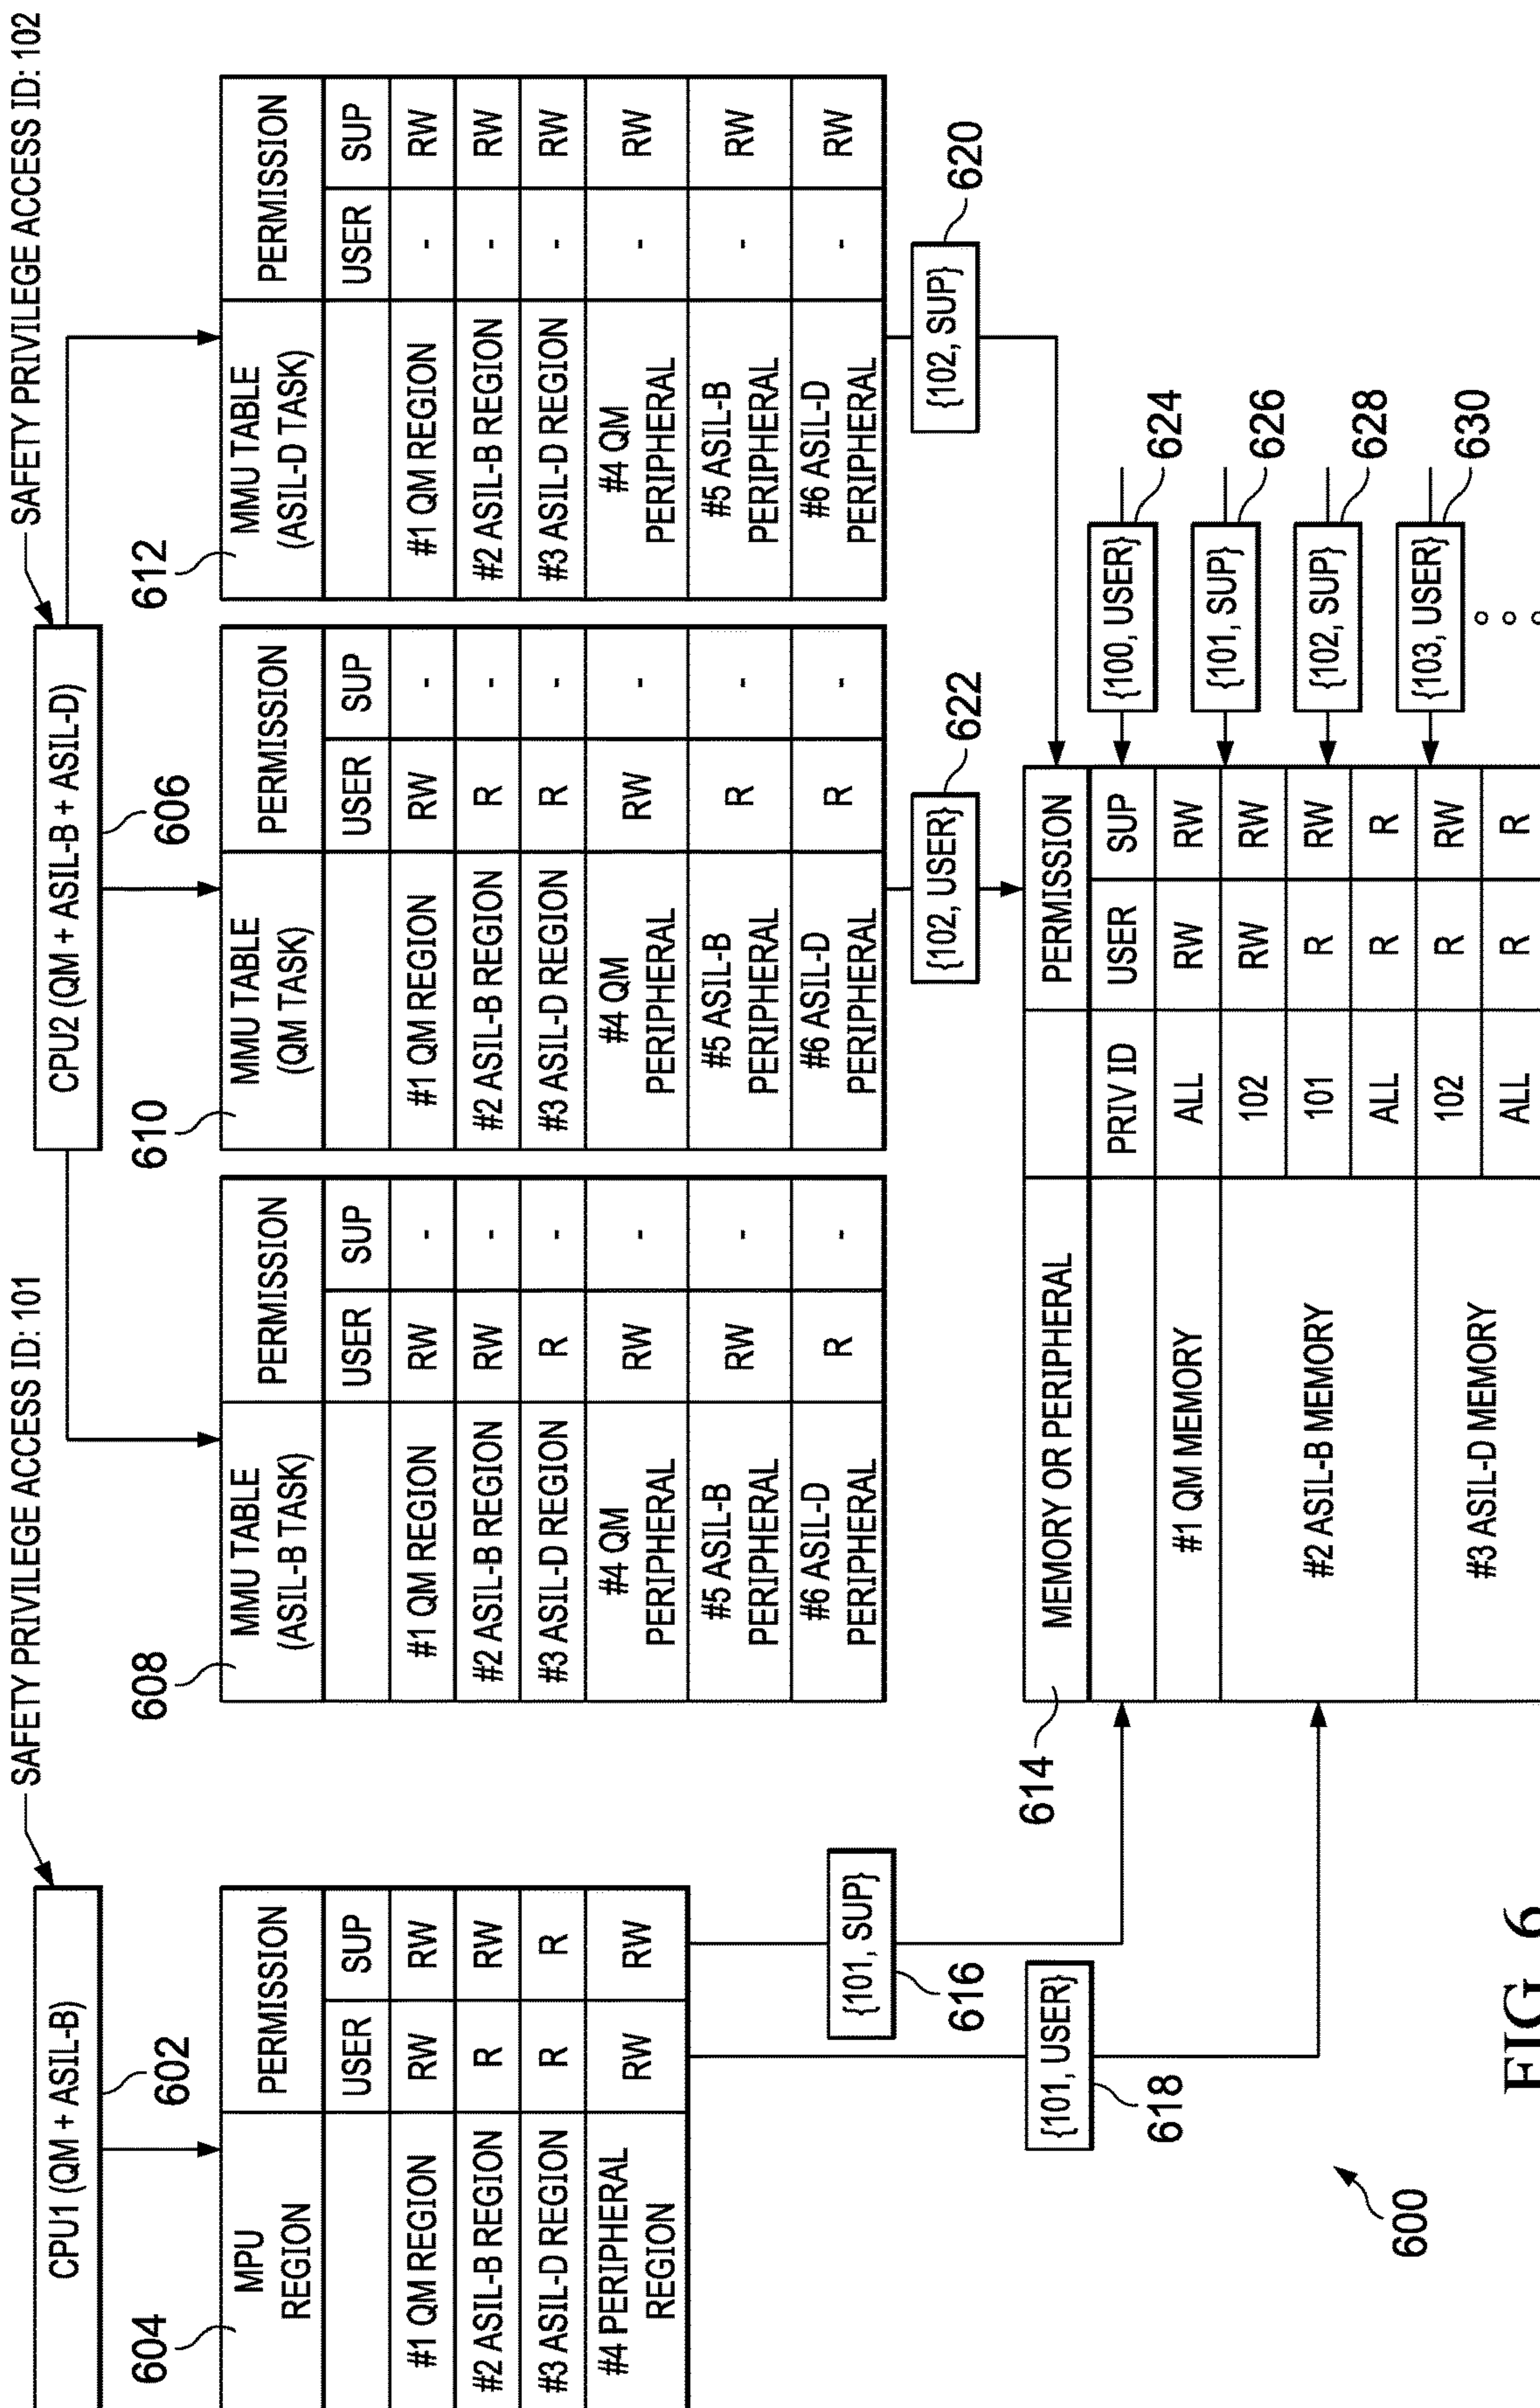 SAFETY PRIVILEGE ACCESS ID: 101
SAFETY PRIVILEGE ACCESS ID: 102
CPU1 (QM + ASIL-B)
CPU2 (QM + ASIL-B + ASIL-D)
602
606
604
MPU
REGION
PERMISSION
USER SUP
#1 QM REGION RW RW
#2 ASIL-B REGION R RW
#3 ASIL-D REGION R R
#4 PERIPHERAL
REGION
RW RW
608
MMU TABLE
(ASIL-B TASK)
PERMISSION
USER SUP
#1 QM REGION RW -
#2 ASIL-B REGION RW -
#3 ASIL-D REGION R -
#4 QM
PERIPHERAL
RW -
#5 ASIL-B
PERIPHERAL
RW -
#6 ASIL-D
PERIPHERAL
R -
610
MMU TABLE
(QM TASK)
PERMISSION
USER SUP
#1 QM REGION RW -
#2 ASIL-B REGION R -
#3 ASIL-D REGION R -
#4 QM
PERIPHERAL
RW -
#5 ASIL-B
PERIPHERAL
R -
#6 ASIL-D
PERIPHERAL
R -
612
MMU TABLE
(ASIL-D TASK)
PERMISSION
USER SUP
#1 QM REGION - RW
#2 ASIL-B REGION - RW
#3 ASIL-D REGION - RW
#4 QM
PERIPHERAL
- RW
#5 ASIL-B
PERIPHERAL
- RW
#6 ASIL-D
PERIPHERAL
- RW
{101, SUP}
616
{101, USER}
618
{102, USER}
622
{102, SUP}
620
614
MEMORY OR PERIPHERAL PERMISSION
PRIV ID USER SUP
#1 QM MEMORY ALL RW RW
#2 ASIL-B MEMORY
102 RW RW
101 R RW
ALL R R
#3 ASIL-D MEMORY
102 R RW
ALL R R
{100, USER}
624
{101, SUP}
626
{102, SUP}
628
{103, USER}
630
600
FIG. 6